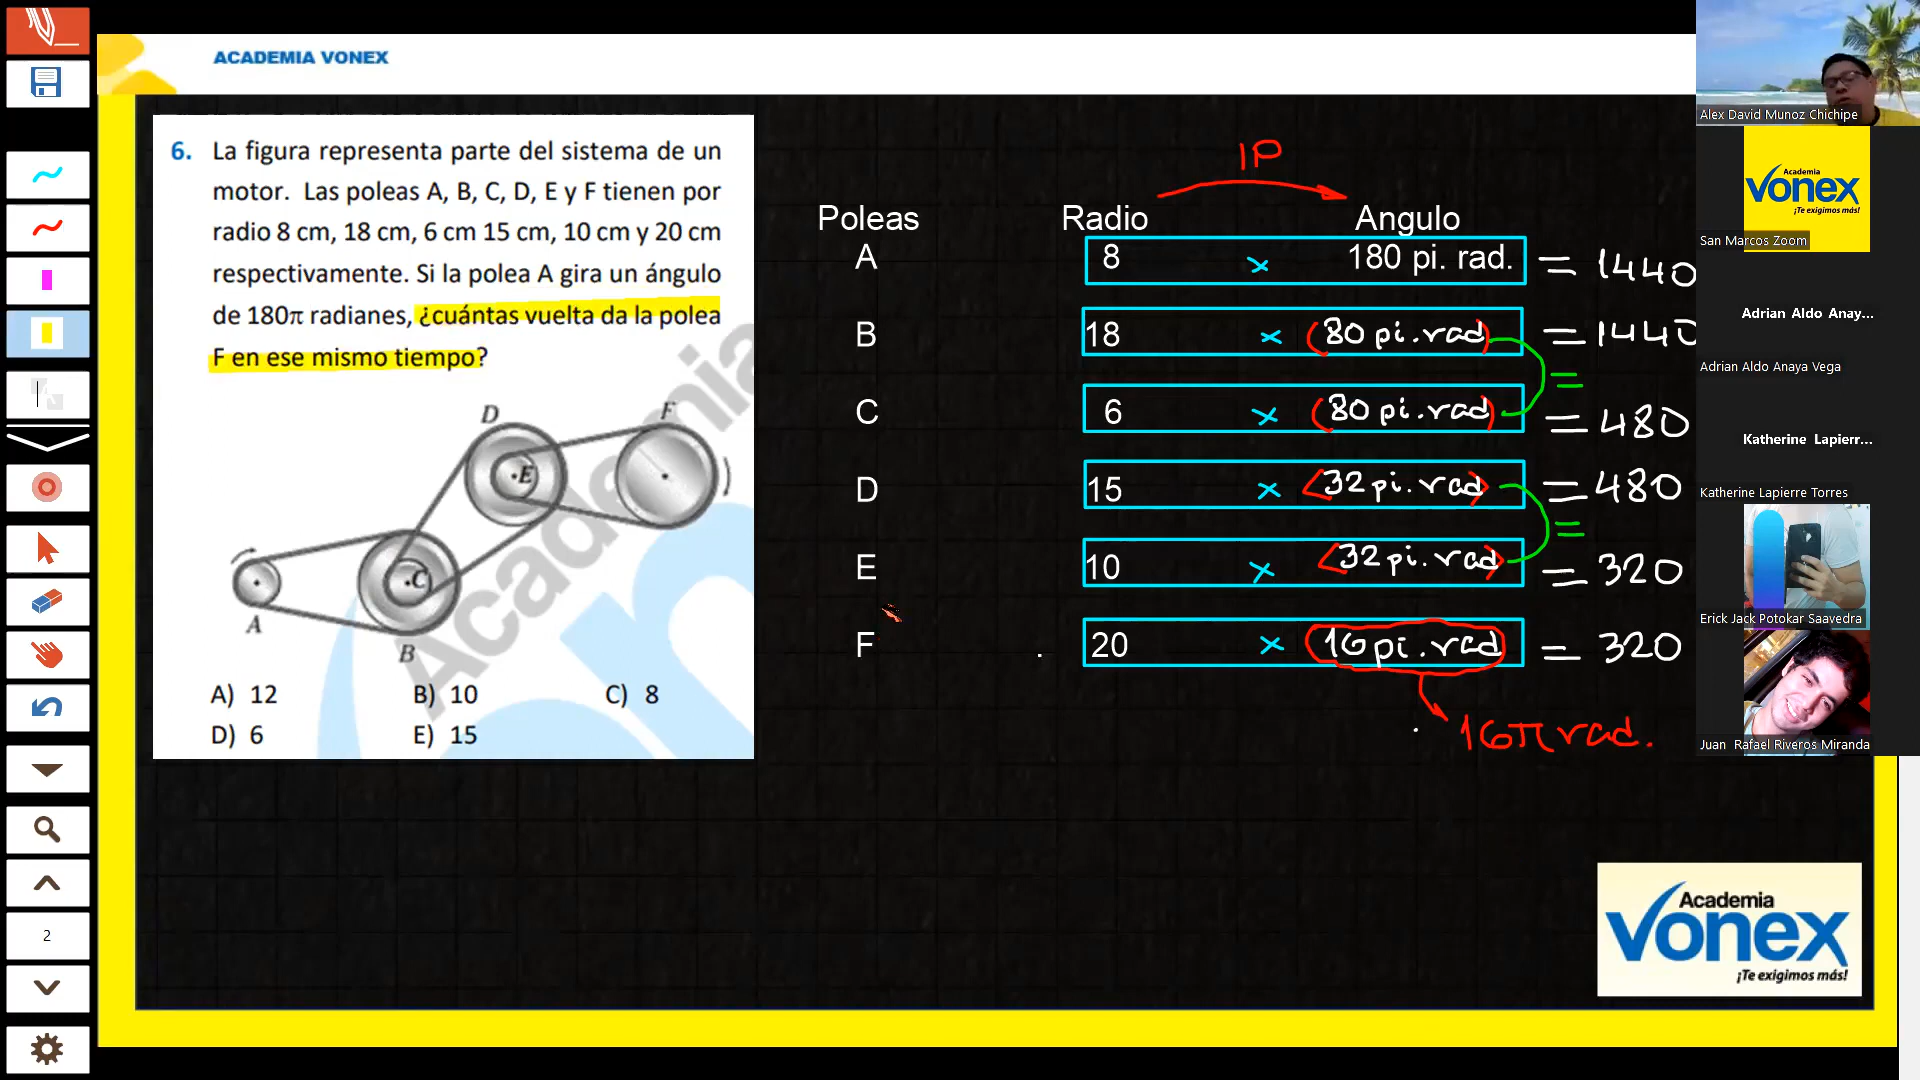 ACADEMIA VONEX
6. La figura representa parte del sistema de un
motor. Las poleas A, B, C, D, E y F tienen por
radio 8 cm, 18 cm, 6 cm 15 cm, 10 cm y 20 cm
respectivamente. Si la polea A gira un ángulo
de 180π radianes, ¿cuántas vuelta da la polea
F en ese mismo tiempo?
D
F
E
C
A
B
A) 12 B) 10 C) 8
D) 6 E) 15
Academia
IP
Poleas Radio Angulo
A 8 × 180 pi. rad. = 1440
B 18 × (80 pi.rad) = 1440
=
C 6 × (80 pi.rad) = 480
D 15 × (32 pi.rad) = 480
=
E 10 × (32 pi.rad) = 320
F 20 × 16 pi.rad = 320
16π rad.
Alex David Munoz Chichipe
Academia
vonex
¡Te exigimos más!
San Marcos Zoom
Adrian Aldo Anay...
Adrian Aldo Anaya Vega
Katherine Lapierr...
Katherine Lapierre Torres
Erick Jack Potokar Saavedra
Juan Rafael Riveros Miranda
Academia
vonex
¡Te exigimos más!
2